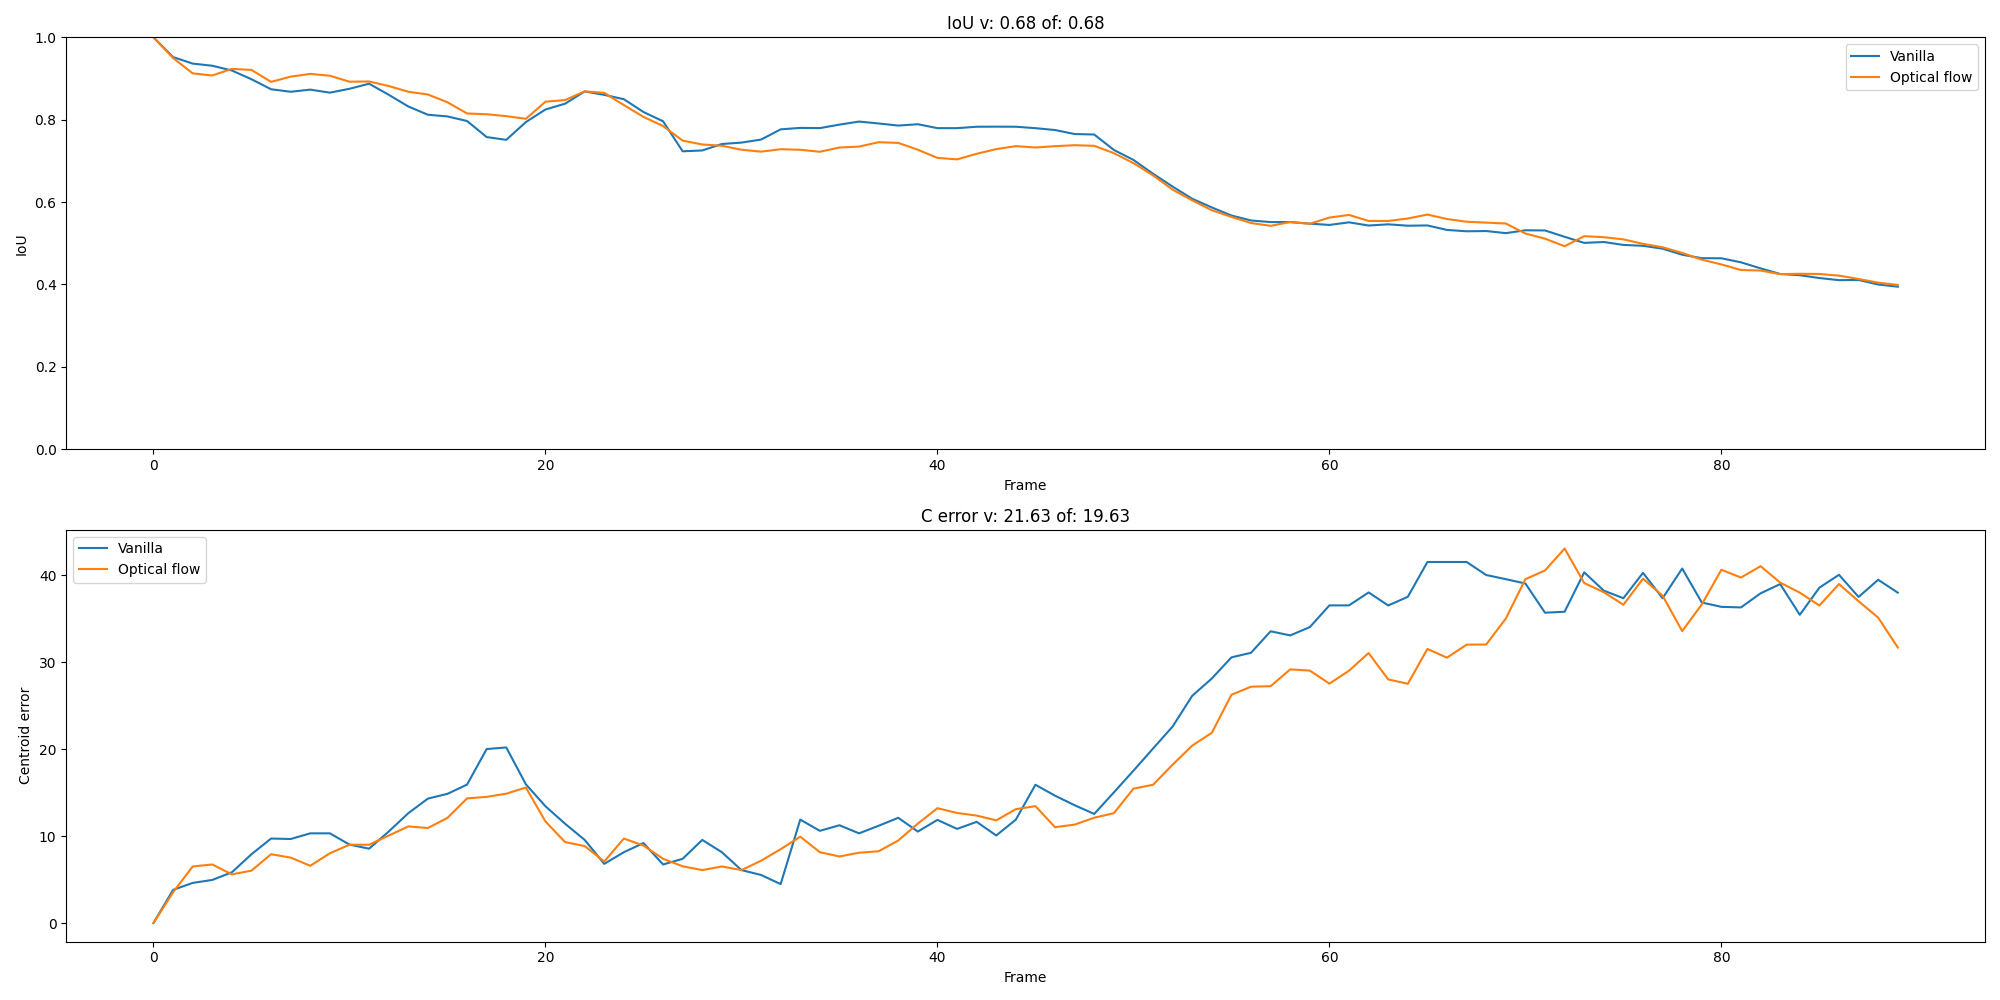 IoU v: 0.68 of: 0.68
1.0
0.8
0.6
0.4
0.2
0.0
IoU
Vanilla
Optical flow
0 20 40 60 80
Frame
C error v: 21.63 of: 19.63
Vanilla
Optical flow
40
30
20
10
0
Centroid error
0 20 40 60 80
Frame